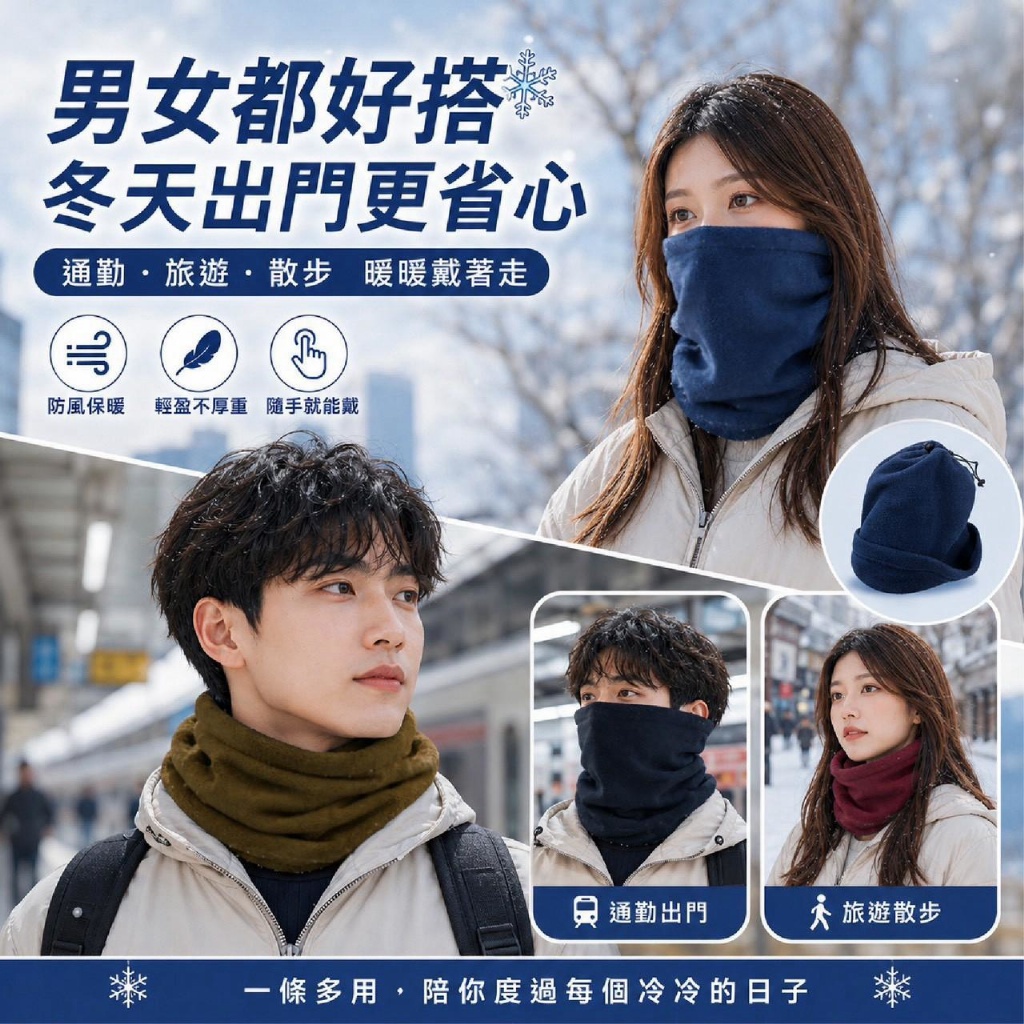 男女都好搭
冬天出門更省心
通勤・旅遊・散步 暖暖戴著走
防風保暖
輕盈不厚重
隨手就能戴
通勤出門
旅遊散步
一條多用・陪你度過每個冷冷的日子